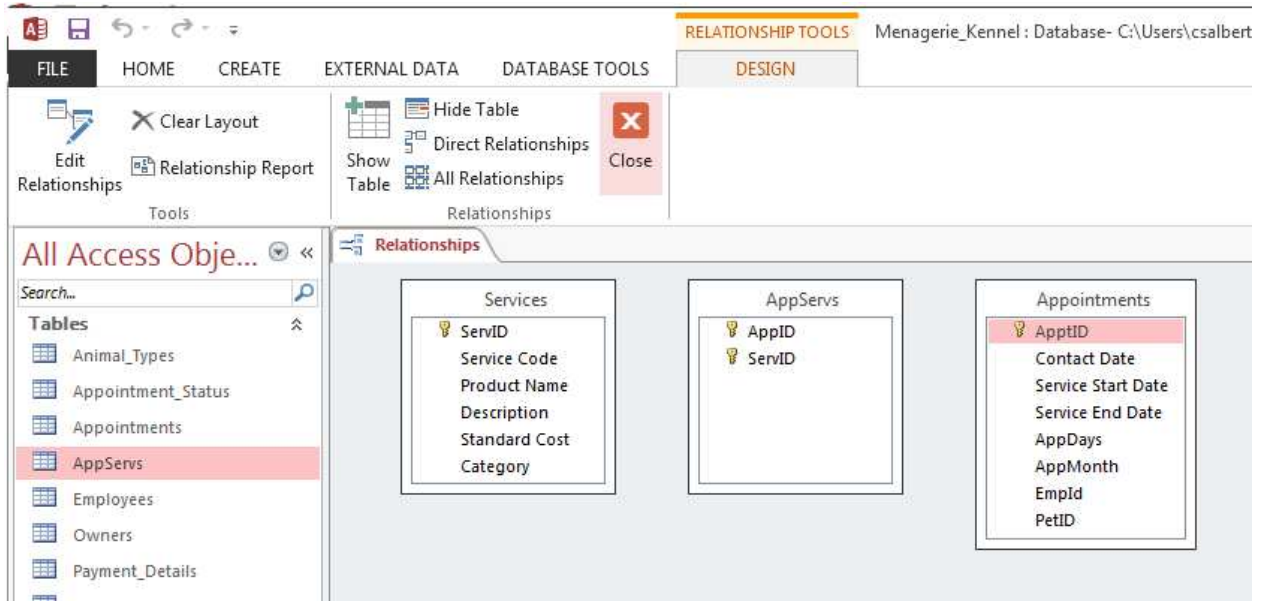 RELATIONSHIP TOOLS Menagerie_Kennel : Database- C:\Users\csalbert
FILE HOME CREATE EXTERNAL DATA DATABASE TOOLS DESIGN
Edit Relationships
Clear Layout
Relationship Report
Tools
Show Table
Hide Table
Direct Relationships
All Relationships
Close
Relationships
All Access Obje... «
Search...
Tables
Animal_Types
Appointment_Status
Appointments
AppServs
Employees
Owners
Payment_Details
Relationships
Services
ServID
Service Code
Product Name
Description
Standard Cost
Category
AppServs
AppID
ServID
Appointments
ApptID
Contact Date
Service Start Date
Service End Date
AppDays
AppMonth
EmpId
PetID